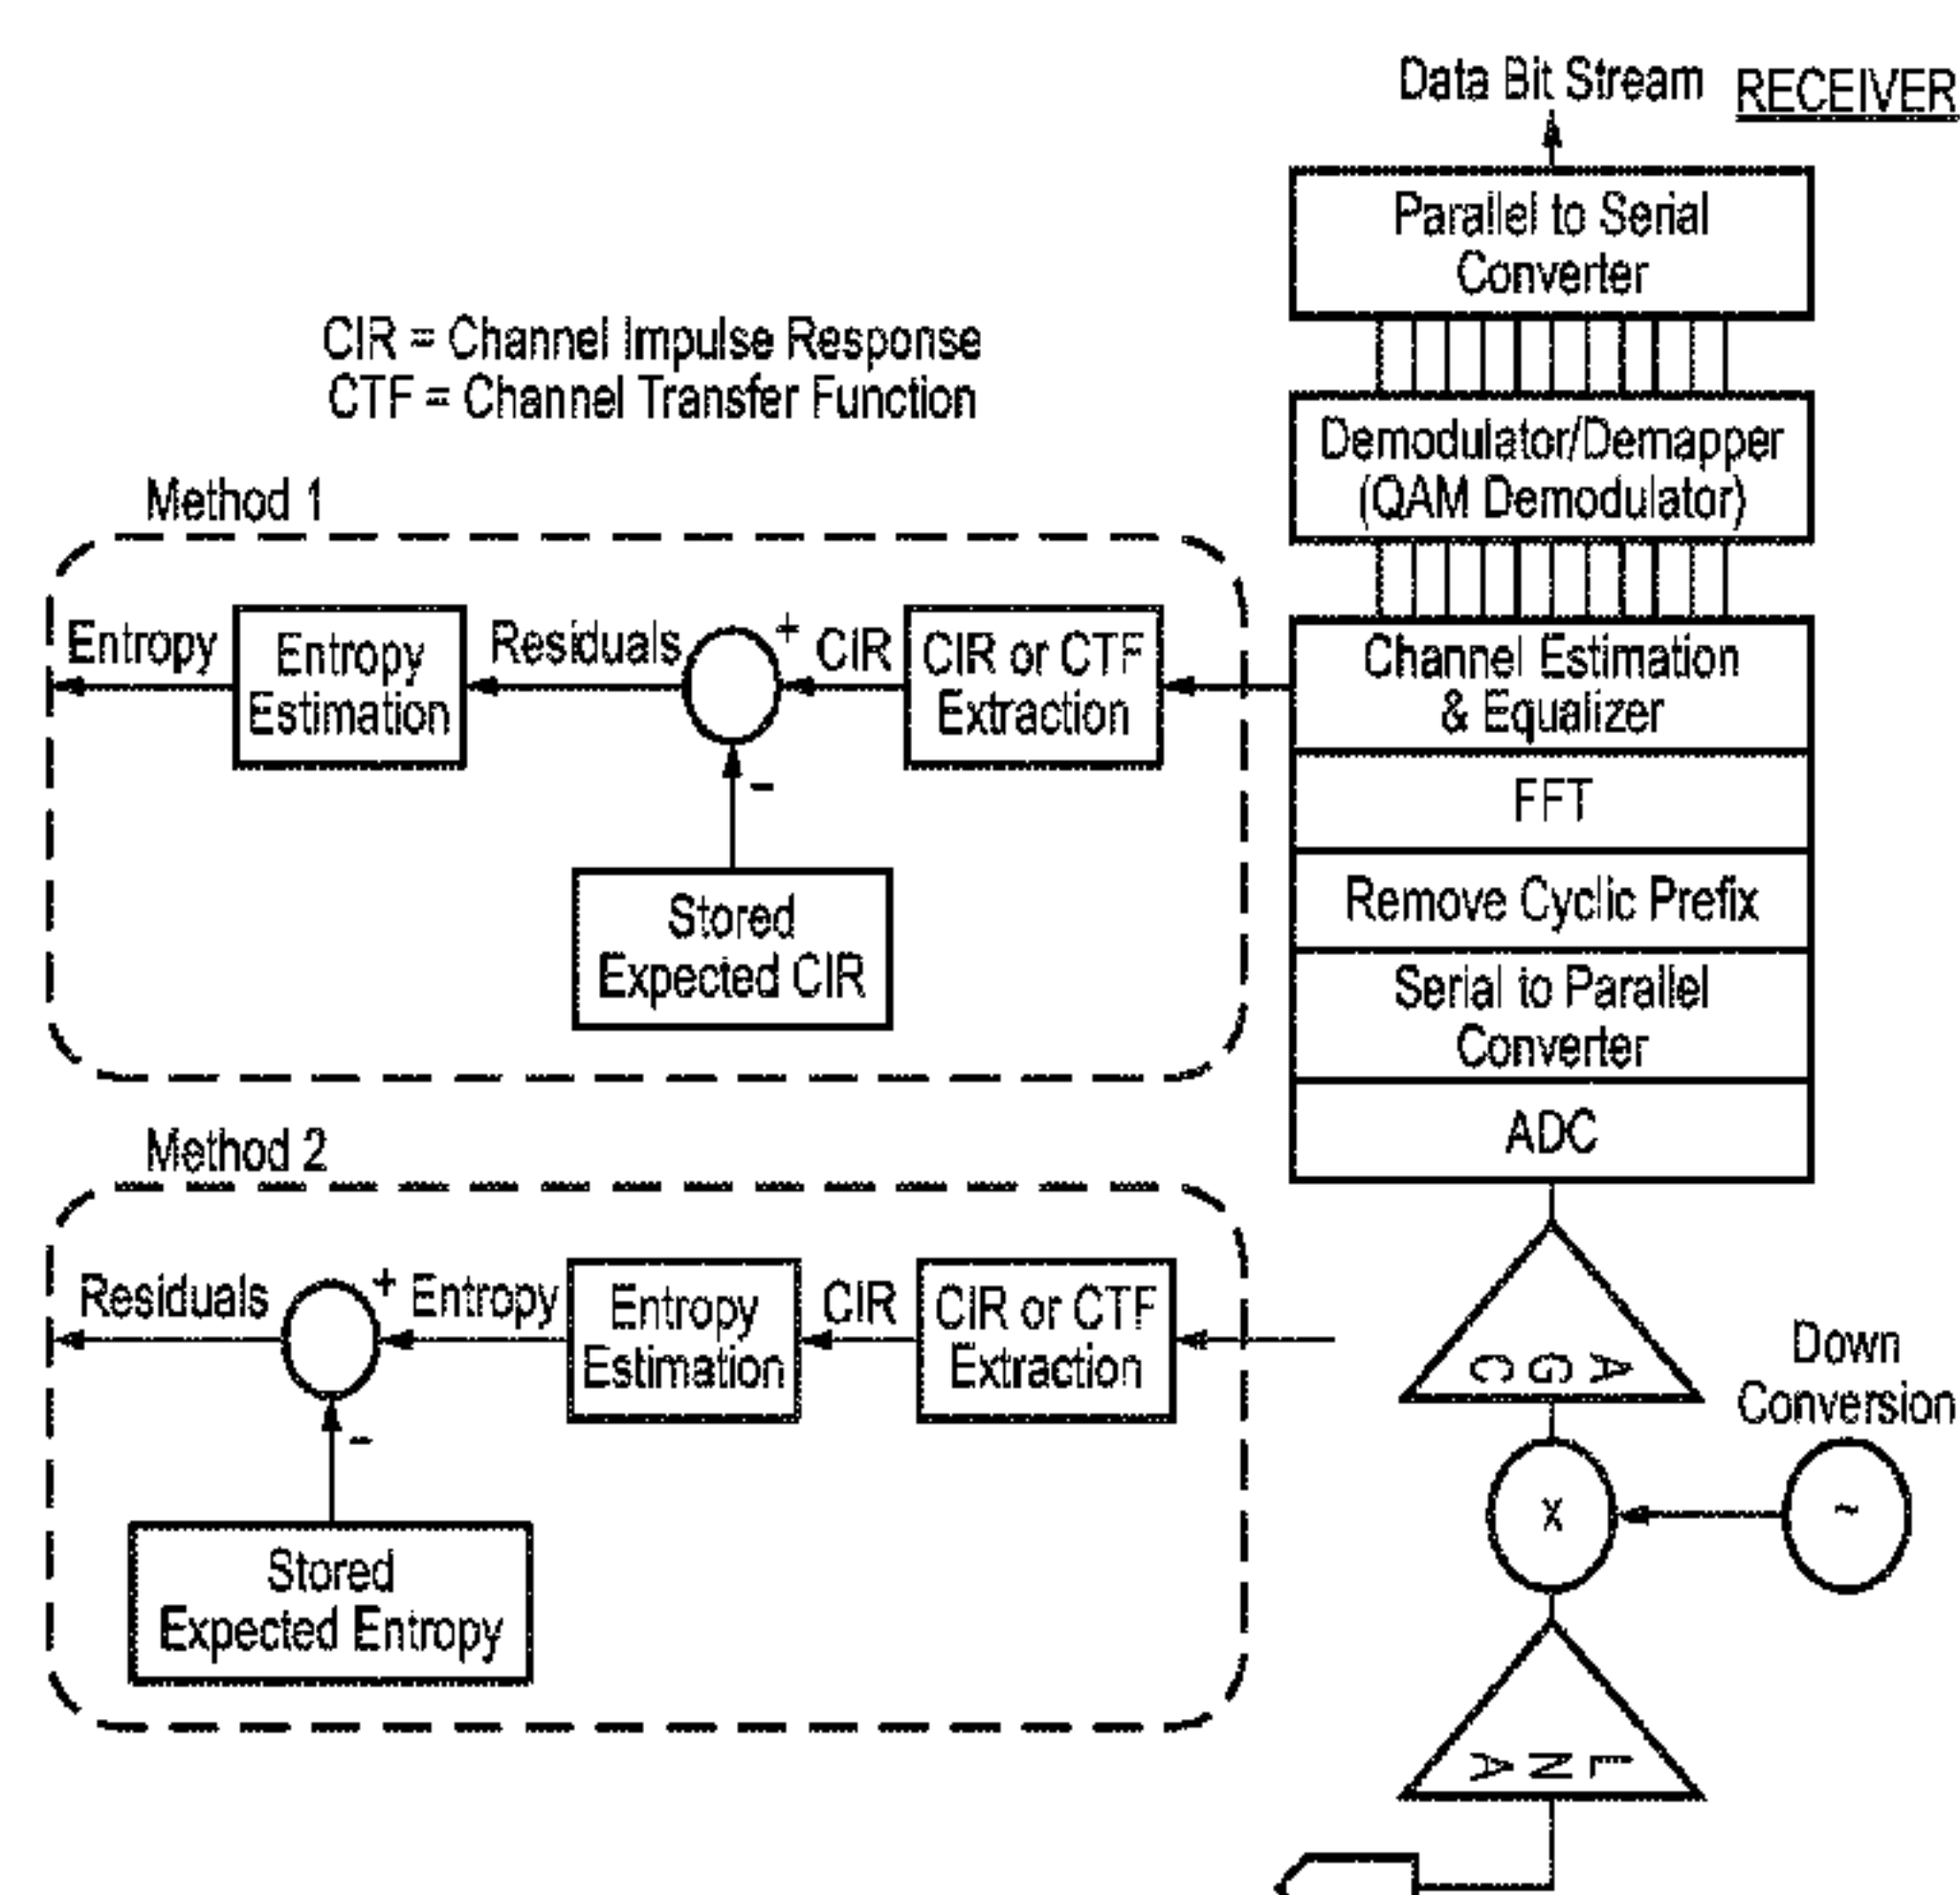 Data Bit Stream
RECEIVER
Parallel to Serial
Converter
CIR = Channel Impulse Response
CTF = Channel Transfer Function
Demodulator/Demapper
(QAM Demodulator)
Method 1
Entropy
Entropy
Estimation
Residuals
+
CIR
CIR or CTF
Extraction
-
Stored
Expected CIR
Channel Estimation
& Equalizer
FFT
Remove Cyclic Prefix
Serial to Parallel
Converter
ADC
Method 2
Residuals
+
Entropy
Entropy
Estimation
CIR
CIR or CTF
Extraction
-
Stored
Expected Entropy
AGC
Down
Conversion
X
~
LNA